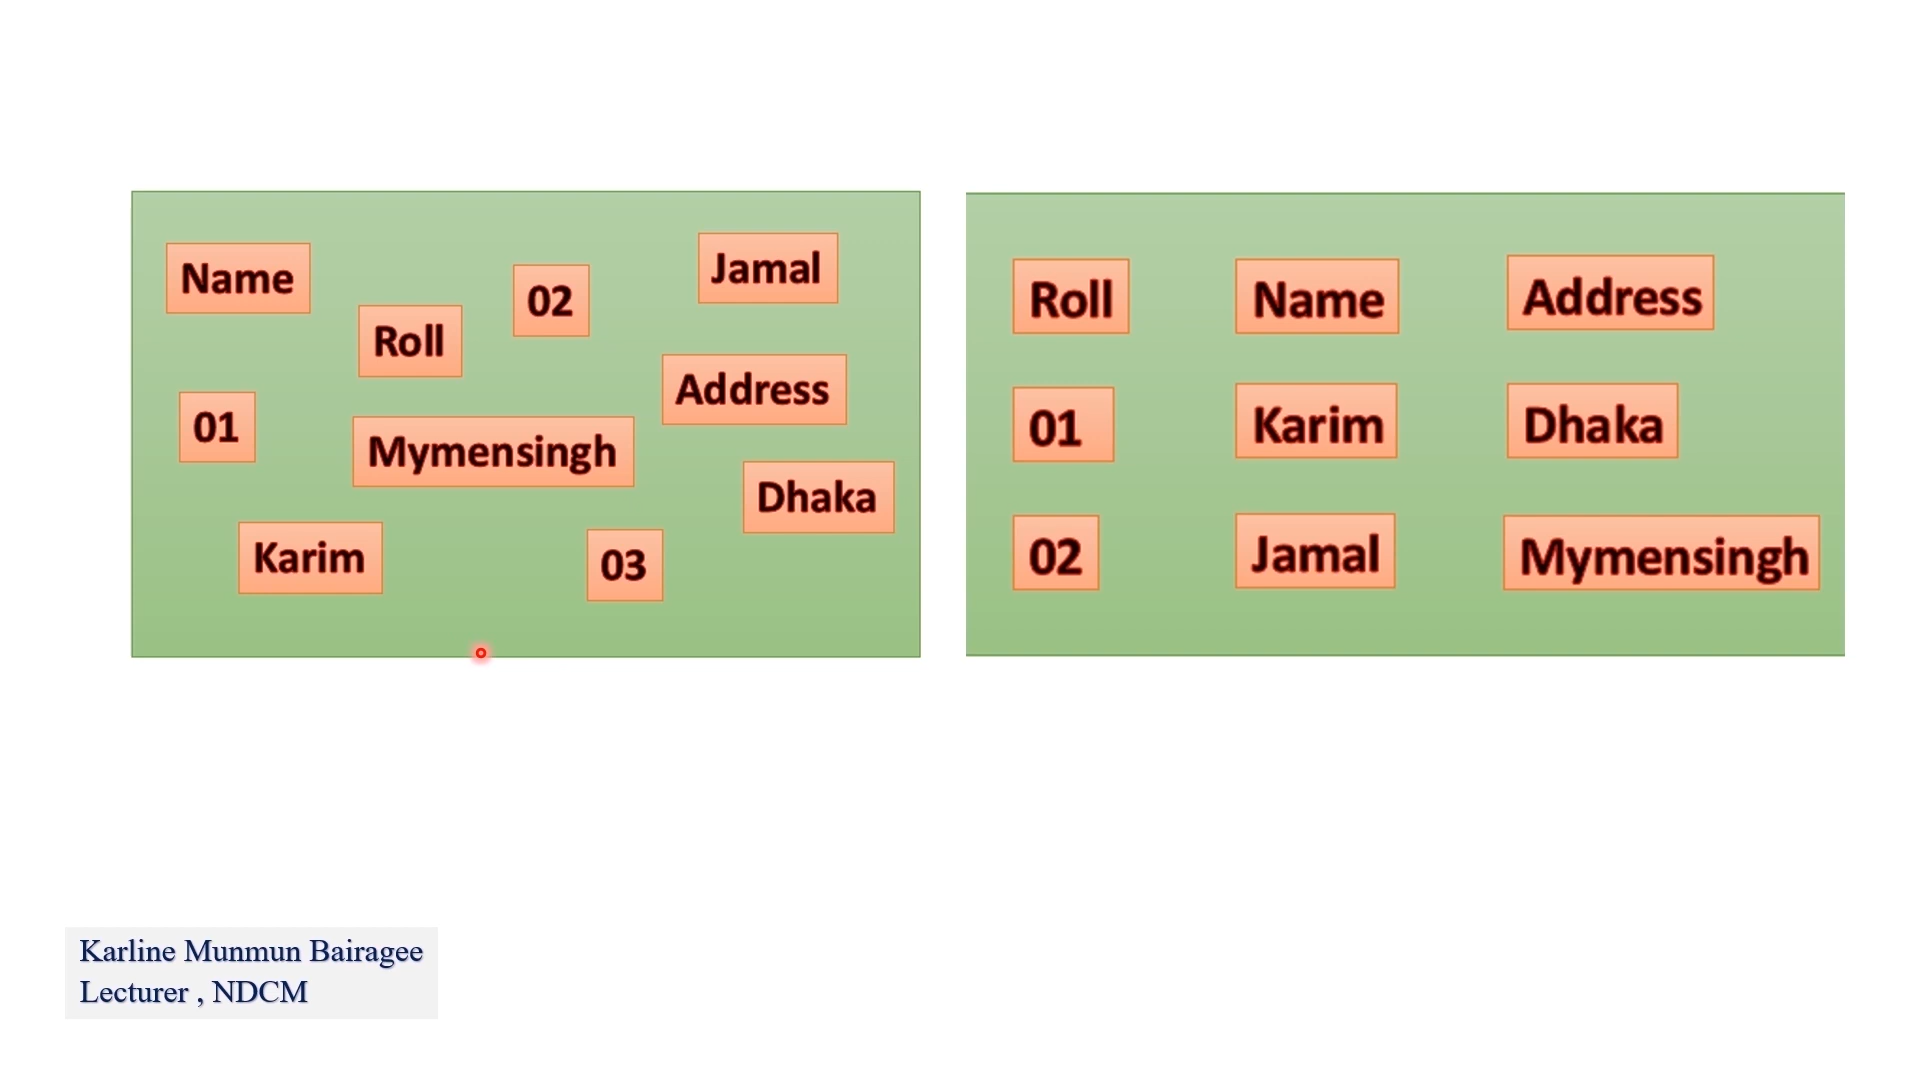 Name
Roll
02
Jamal
Address
01
Mymensingh
Dhaka
Karim
03
Roll Name Address
01 Karim Dhaka
02 Jamal Mymensingh
Karline Munmun Bairagee
Lecturer , NDCM